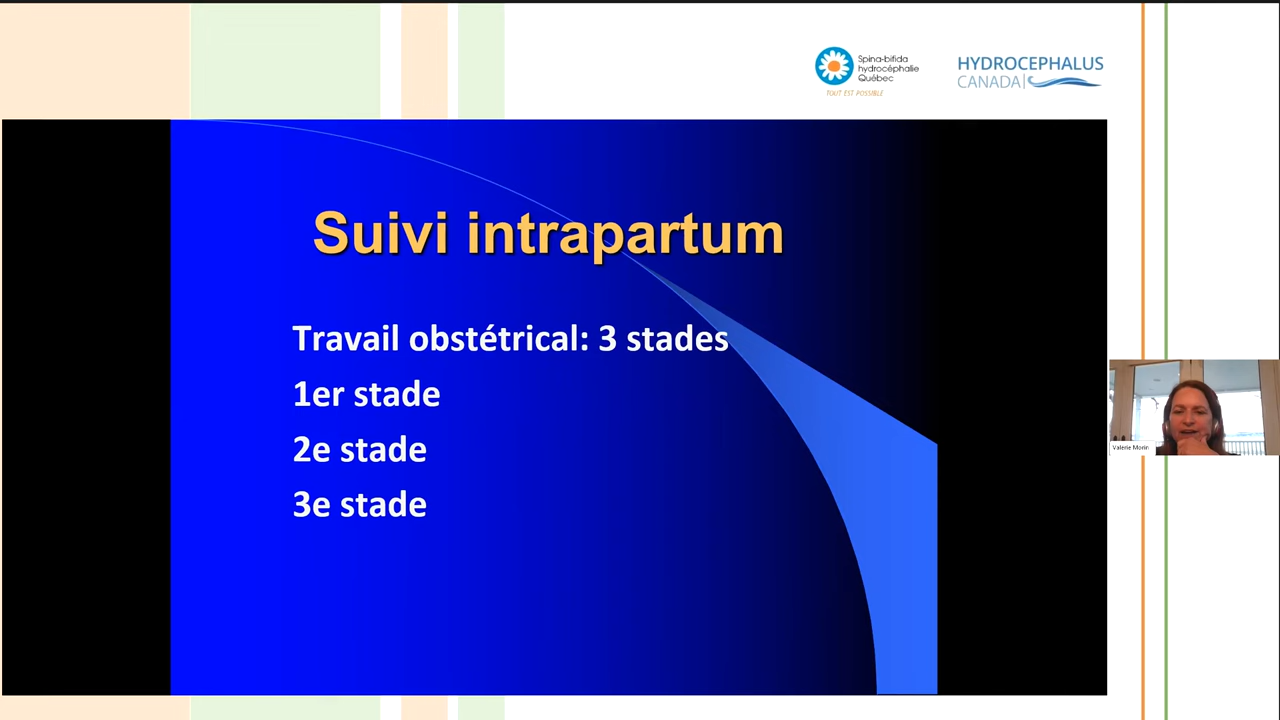 Spina-bifida
hydrocéphalie
Québec
TOUT EST POSSIBLE
HYDROCEPHALUS
CANADA
Suivi intrapartum
Travail obstétrical: 3 stades
1er stade
2e stade
3e stade
Valérie Morin